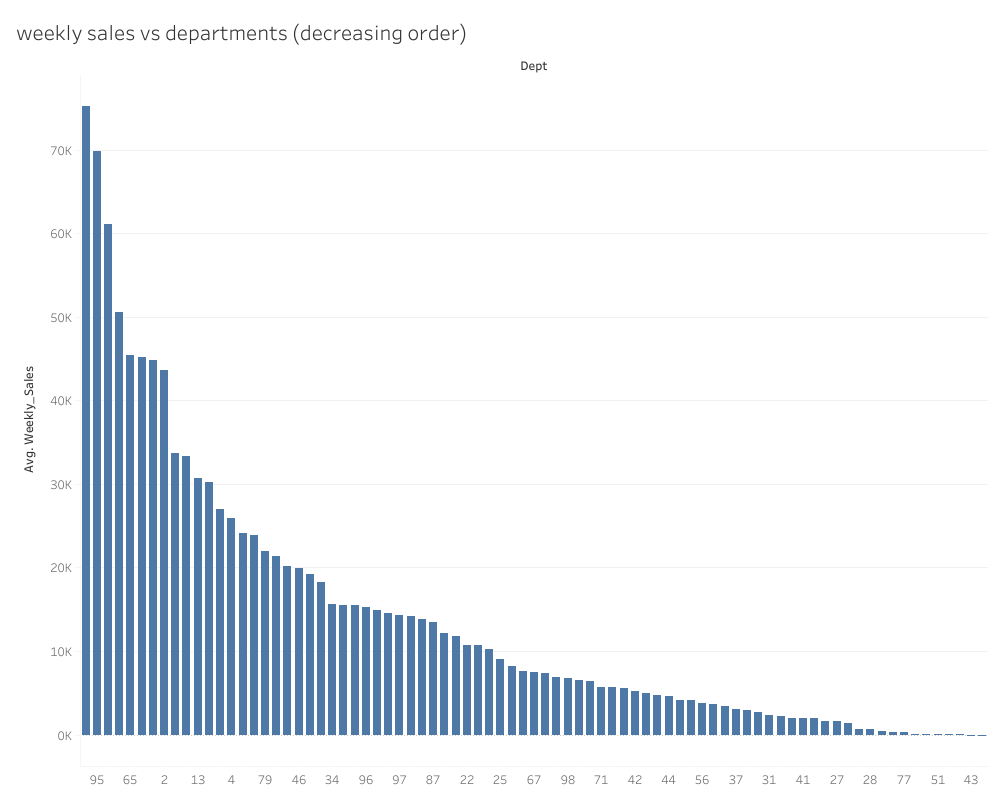 weekly sales vs departments (decreasing order)
Dept
70K
60K
50K
40K
30K
20K
10K
0K
Avg. Weekly_Sales
95 65 2 13 4 79 46 34 96 97 87 22 25 67 98 71 42 44 56 37 31 41 27 28 77 51 43